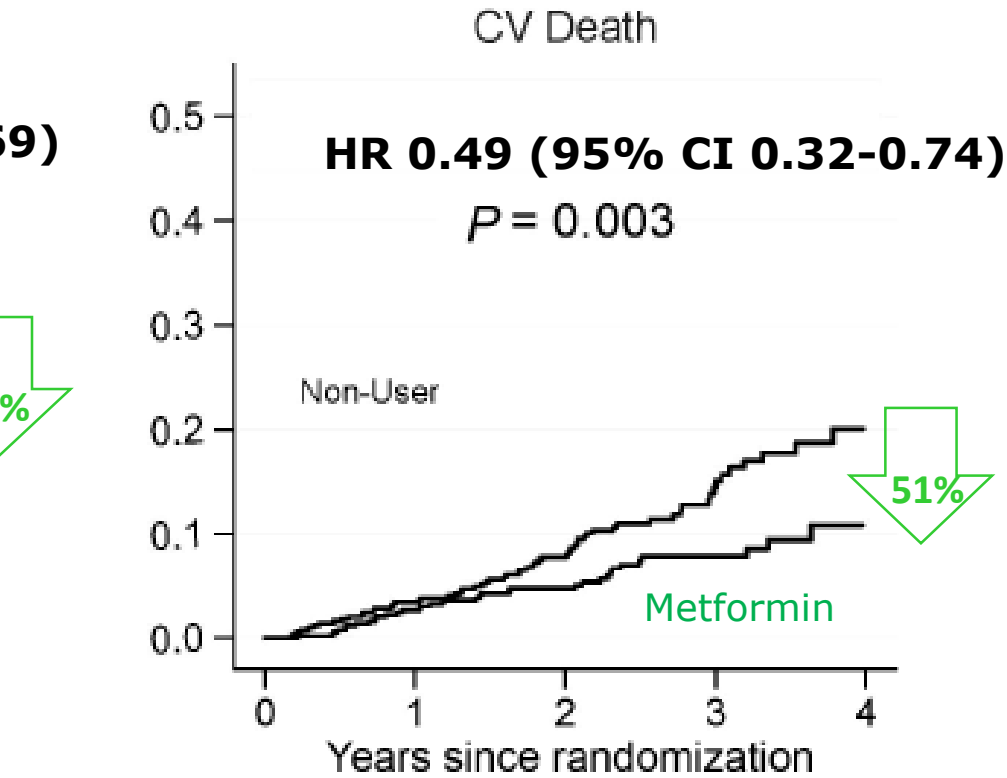 CV Death
59)
HR 0.49 (95% CI 0.32-0.74)
P = 0.003
0.5
0.4
0.3
0.2
0.1
0.0
Non-User
%
51%
Metformin
0 1 2 3 4
Years since randomization